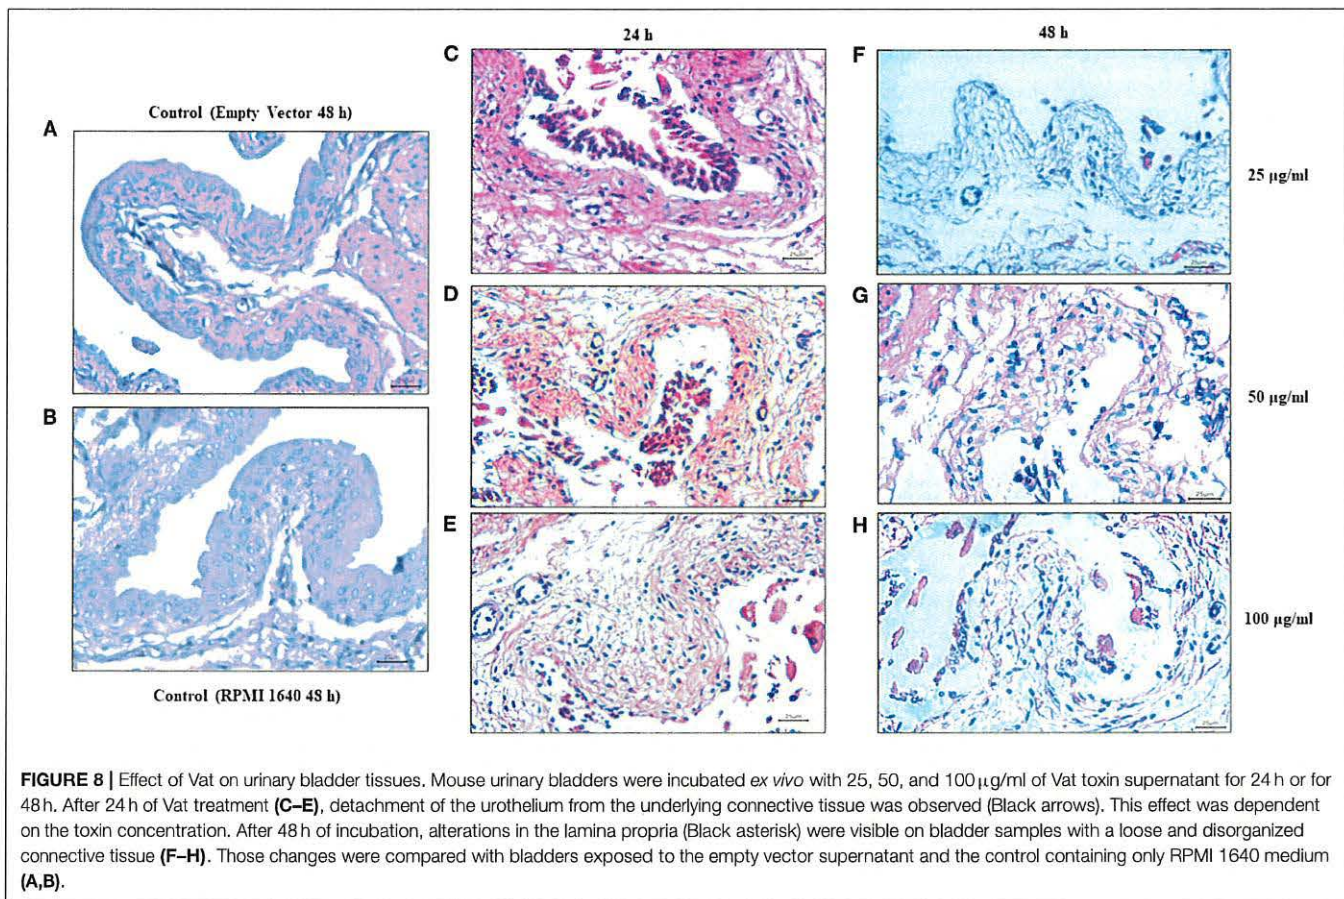 24 h
48 h
Control (Empty Vector 48 h)
A
C
F
25 µg/ml
25µm
25µm
D
G
50 µg/ml
B
25µm
E
H
100 µg/ml
Control (RPMI 1640 48 h)
25µm
25µm
FIGURE 8 | Effect of Vat on urinary bladder tissues. Mouse urinary bladders were incubated ex vivo with 25, 50, and 100 µg/ml of Vat toxin supernatant for 24 h or for
48 h. After 24 h of Vat treatment (C–E), detachment of the urothelium from the underlying connective tissue was observed (Black arrows). This effect was dependent
on the toxin concentration. After 48 h of incubation, alterations in the lamina propria (Black asterisk) were visible on bladder samples with a loose and disorganized
connective tissue (F–H). Those changes were compared with bladders exposed to the empty vector supernatant and the control containing only RPMI 1640 medium
(A,B).